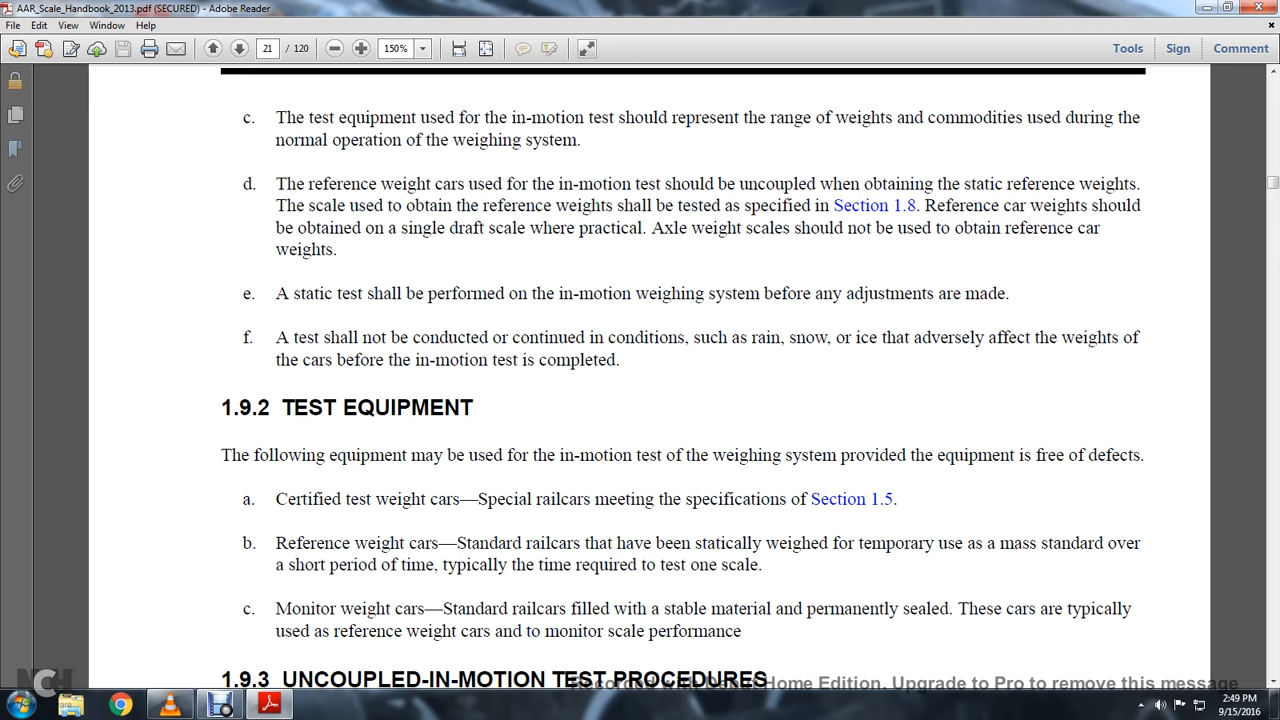 AAR_Scale_Handbook_2013.pdf (SECURED) - Adobe Reader
File Edit View Window Help
21 / 120 150% Tools Sign Comment
c. The test equipment used for the in-motion test should represent the range of weights and commodities used during the
normal operation of the weighing system.
d. The reference weight cars used for the in-motion test should be uncoupled when obtaining the static reference weights.
The scale used to obtain the reference weights shall be tested as specified in Section 1.8. Reference car weights should
be obtained on a single draft scale where practical. Axle weight scales should not be used to obtain reference car
weights.
e. A static test shall be performed on the in-motion weighing system before any adjustments are made.
f. A test shall not be conducted or continued in conditions, such as rain, snow, or ice that adversely affect the weights of
the cars before the in-motion test is completed.
1.9.2 TEST EQUIPMENT
The following equipment may be used for the in-motion test of the weighing system provided the equipment is free of defects.
a. Certified test weight cars—Special railcars meeting the specifications of Section 1.5.
b. Reference weight cars—Standard railcars that have been statically weighed for temporary use as a mass standard over
a short period of time, typically the time required to test one scale.
c. Monitor weight cars—Standard railcars filled with a stable material and permanently sealed. These cars are typically
used as reference weight cars and to monitor scale performance
1.9.3 UNCOUPLED-IN-MOTION TEST PROCEDURES
Home Edition. Upgrade to Pro to remove this message
NCH
2:49 PM
9/15/2016